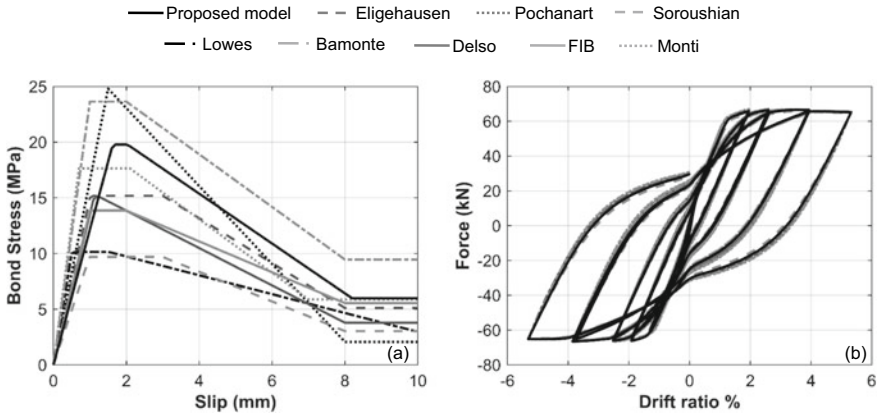 Proposed model Eligehausen Pochanart Soroushian
Lowes Bamonte Delso FIB Monti
25
20
15
10
5
0
Bond Stress (MPa)
0 2 4 6 8 10
Slip (mm)
(a)
80
60
40
20
0
-20
-40
-60
-80
Force (kN)
-6 -4 -2 0 2 4 6
Drift ratio %
(b)